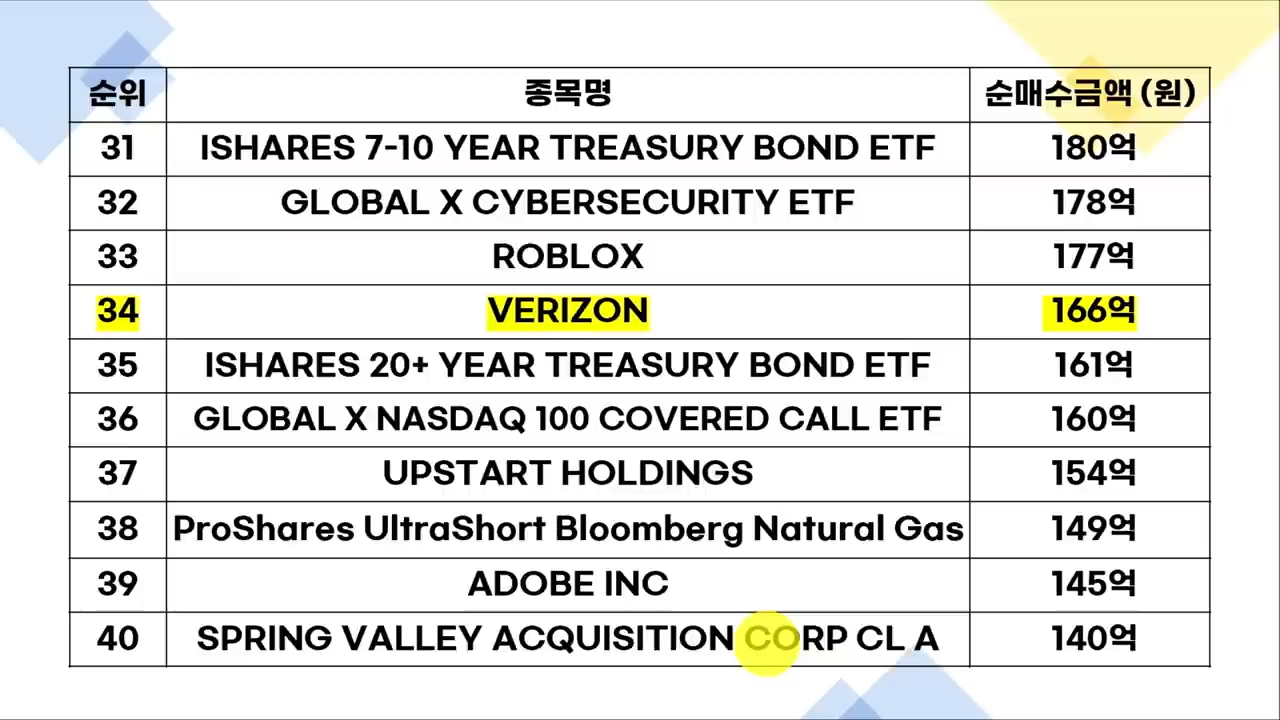 순위 종목명 순매수금액 (원)
31 ISHARES 7-10 YEAR TREASURY BOND ETF 180억
32 GLOBAL X CYBERSECURITY ETF 178억
33 ROBLOX 177억
34 VERIZON 166억
35 ISHARES 20+ YEAR TREASURY BOND ETF 161억
36 GLOBAL X NASDAQ 100 COVERED CALL ETF 160억
37 UPSTART HOLDINGS 154억
38 ProShares UltraShort Bloomberg Natural Gas 149억
39 ADOBE INC 145억
40 SPRING VALLEY ACQUISITION CORP CL A 140억